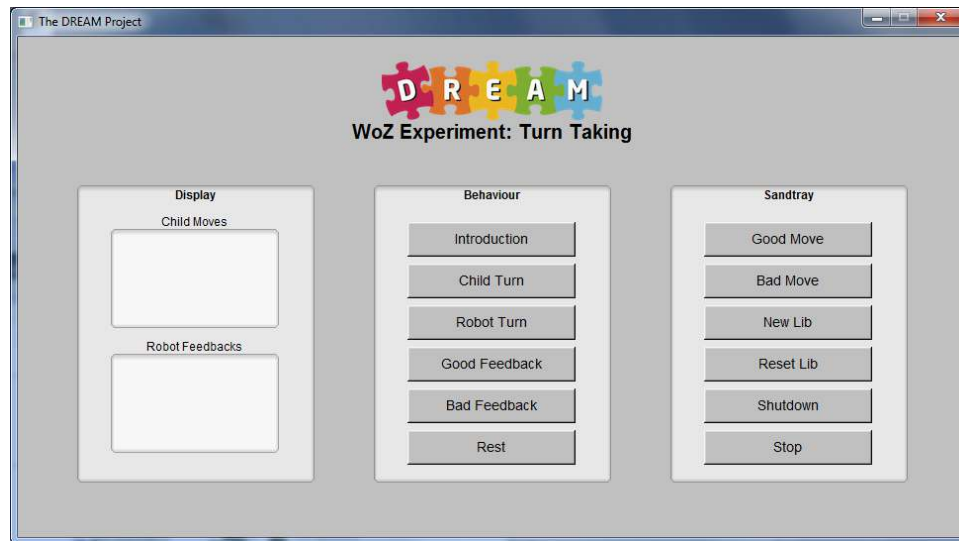 The DREAM Project
DREAM
WoZ Experiment: Turn Taking
Display
Child Moves
Robot Feedbacks
Behaviour
Introduction
Child Turn
Robot Turn
Good Feedback
Bad Feedback
Rest
Sandtray
Good Move
Bad Move
New Lib
Reset Lib
Shutdown
Stop